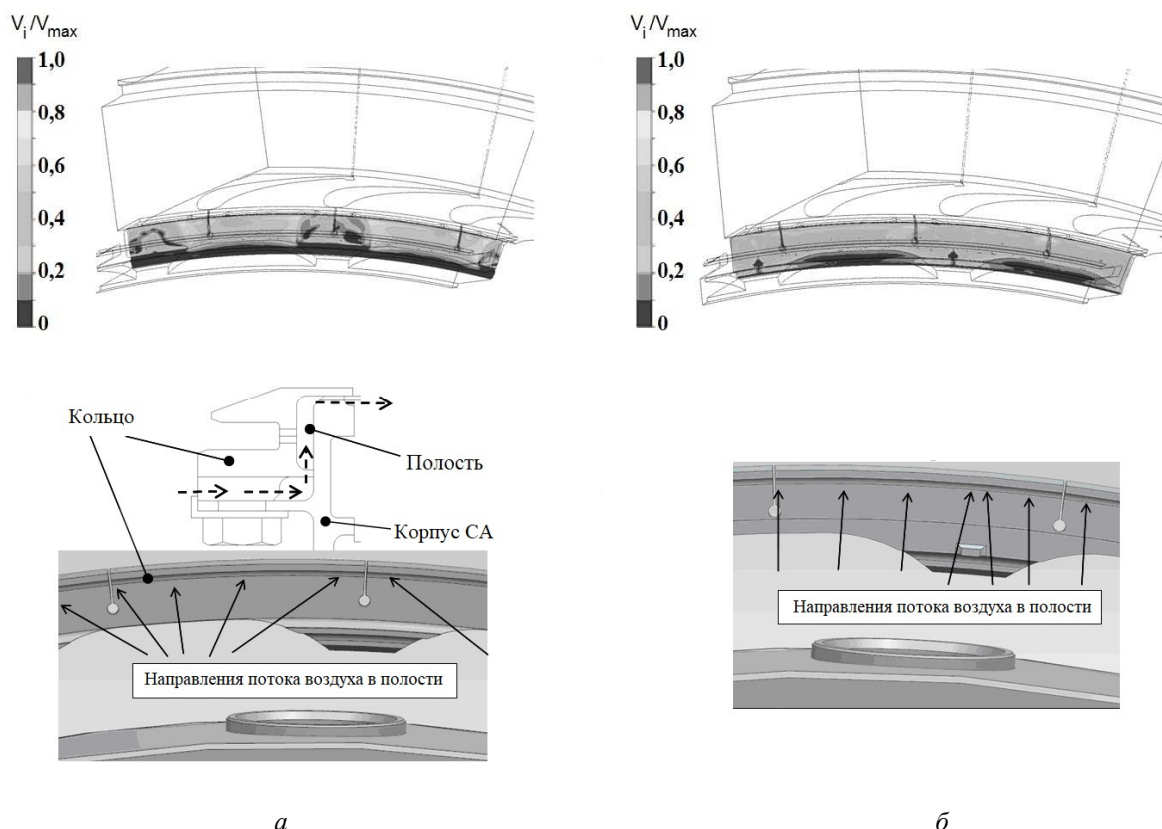 V_i/V_max
1,0
0,8
0,6
0,4
0,2
0
V_i/V_max
1,0
0,8
0,6
0,4
0,2
0
Кольцо
Полость
Корпус СА
Направления потока воздуха в полости
Направления потока воздуха в полости
а
б